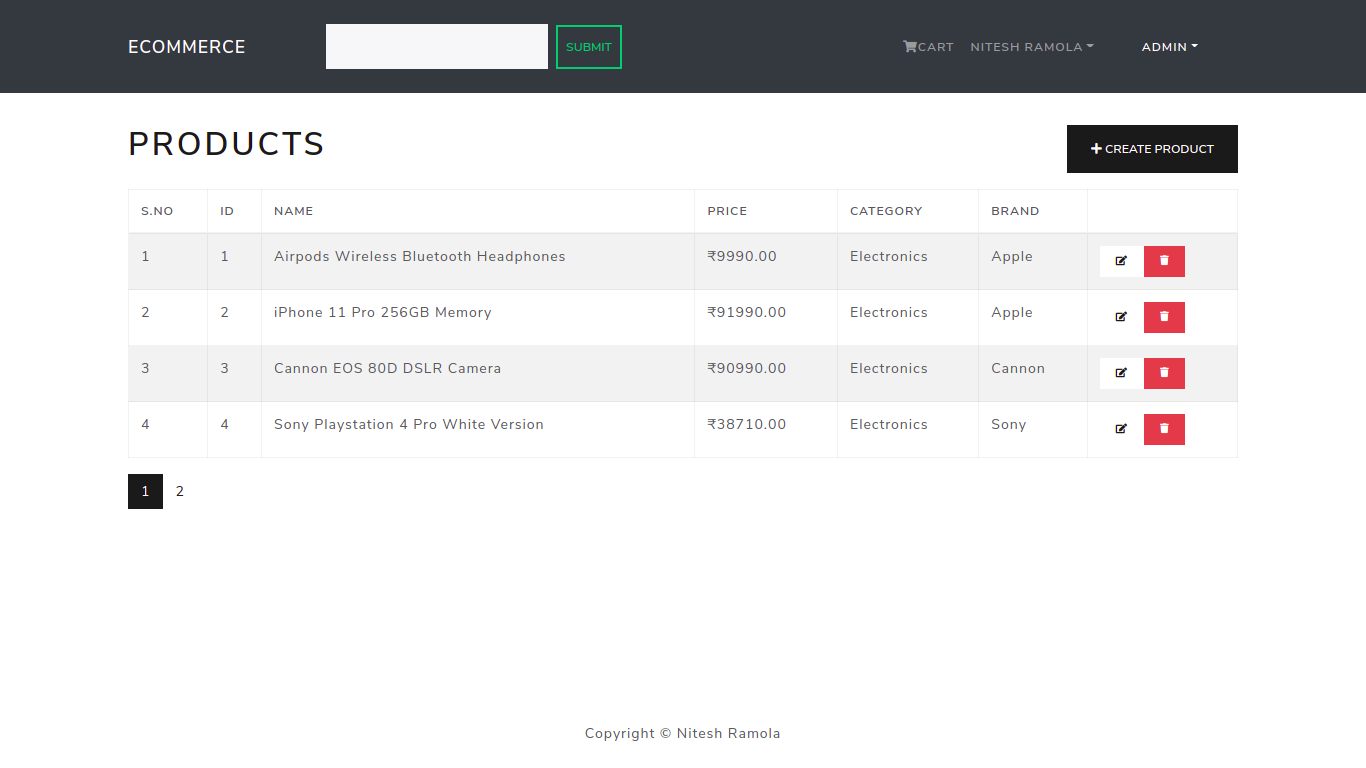 ECOMMERCE SUBMIT CART NITESH RAMOLA ADMIN
PRODUCTS CREATE PRODUCT
S.NO ID NAME PRICE CATEGORY BRAND
1 1 Airpods Wireless Bluetooth Headphones ₹9990.00 Electronics Apple
2 2 iPhone 11 Pro 256GB Memory ₹91990.00 Electronics Apple
3 3 Cannon EOS 80D DSLR Camera ₹90990.00 Electronics Cannon
4 4 Sony Playstation 4 Pro White Version ₹38710.00 Electronics Sony
1 2
Copyright © Nitesh Ramola